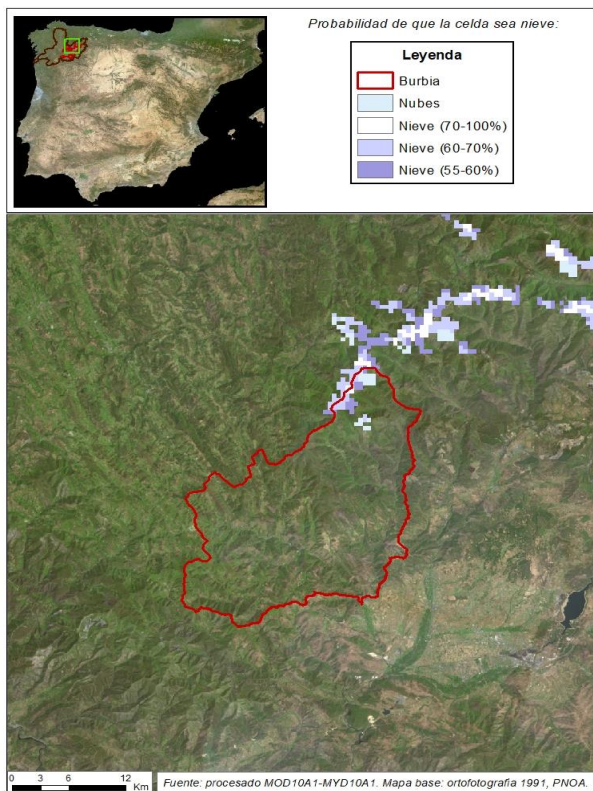 Probabilidad de que la celda sea nieve:
Leyenda
Burbia
Nubes
Nieve (70-100%)
Nieve (60-70%)
Nieve (55-60%)
0 3 6 12
Km
Fuente: procesado MOD10A1-MYD10A1. Mapa base: ortofotografia 1991, PNOA.